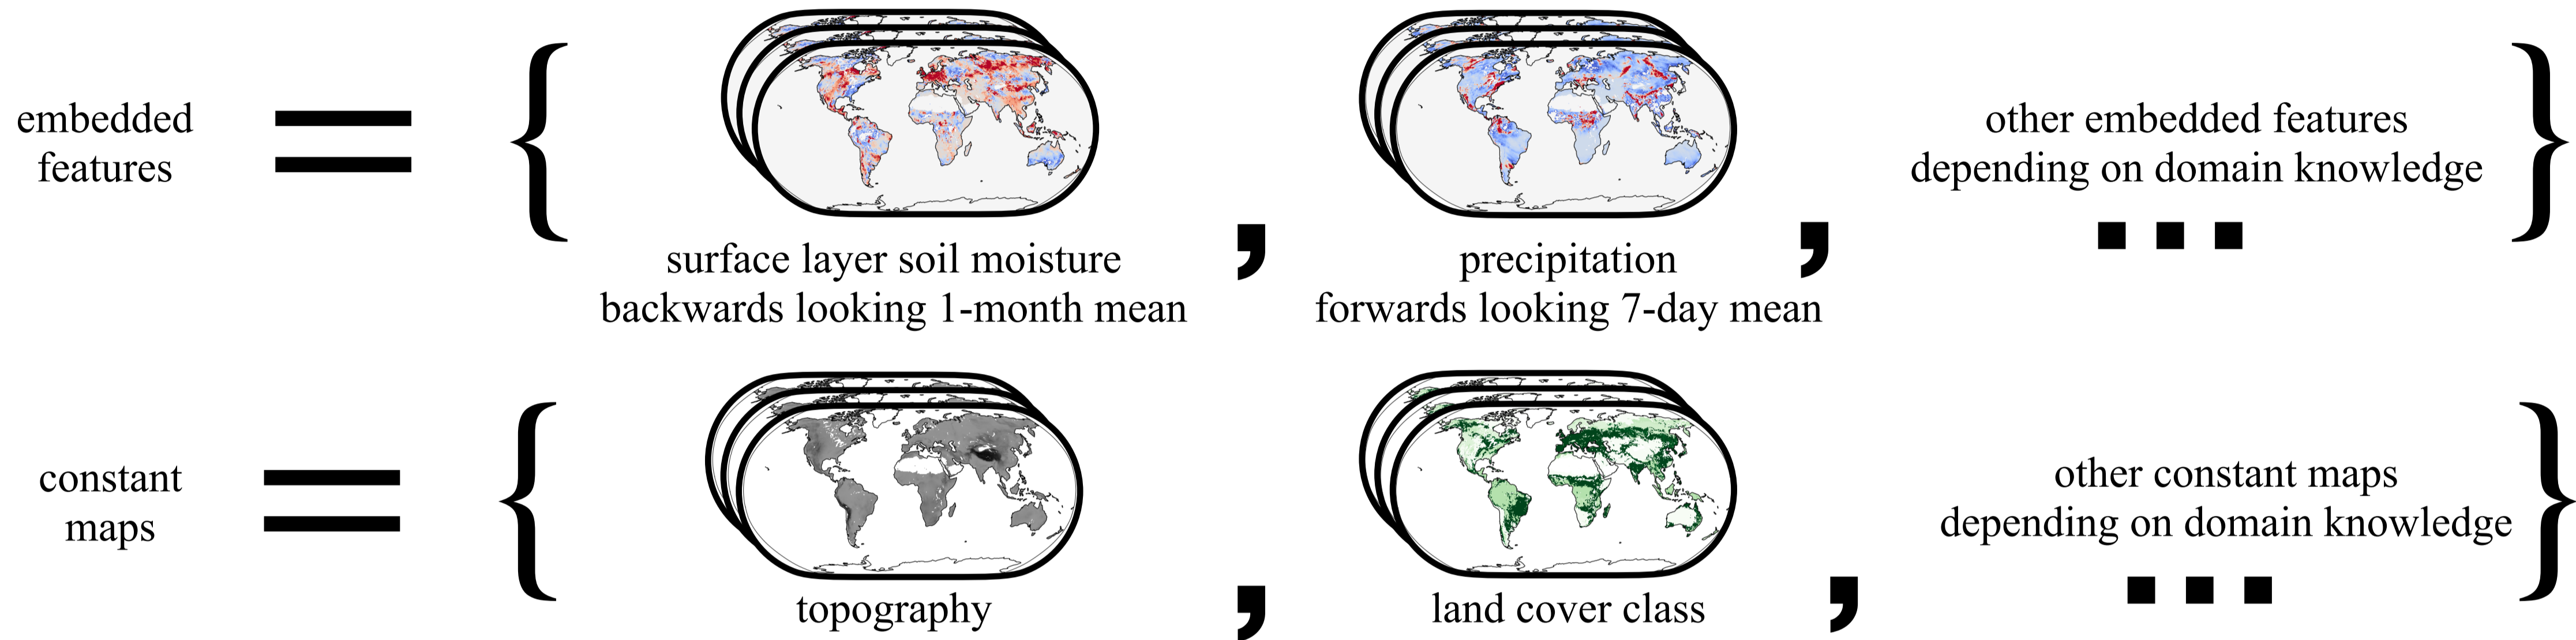 embedded
features
=
{
surface layer soil moisture
backwards looking 1-month mean
,
precipitation
forwards looking 7-day mean
,
other embedded features
depending on domain knowledge
...
}
constant
maps
=
{
topography
,
land cover class
,
other constant maps
depending on domain knowledge
...
}